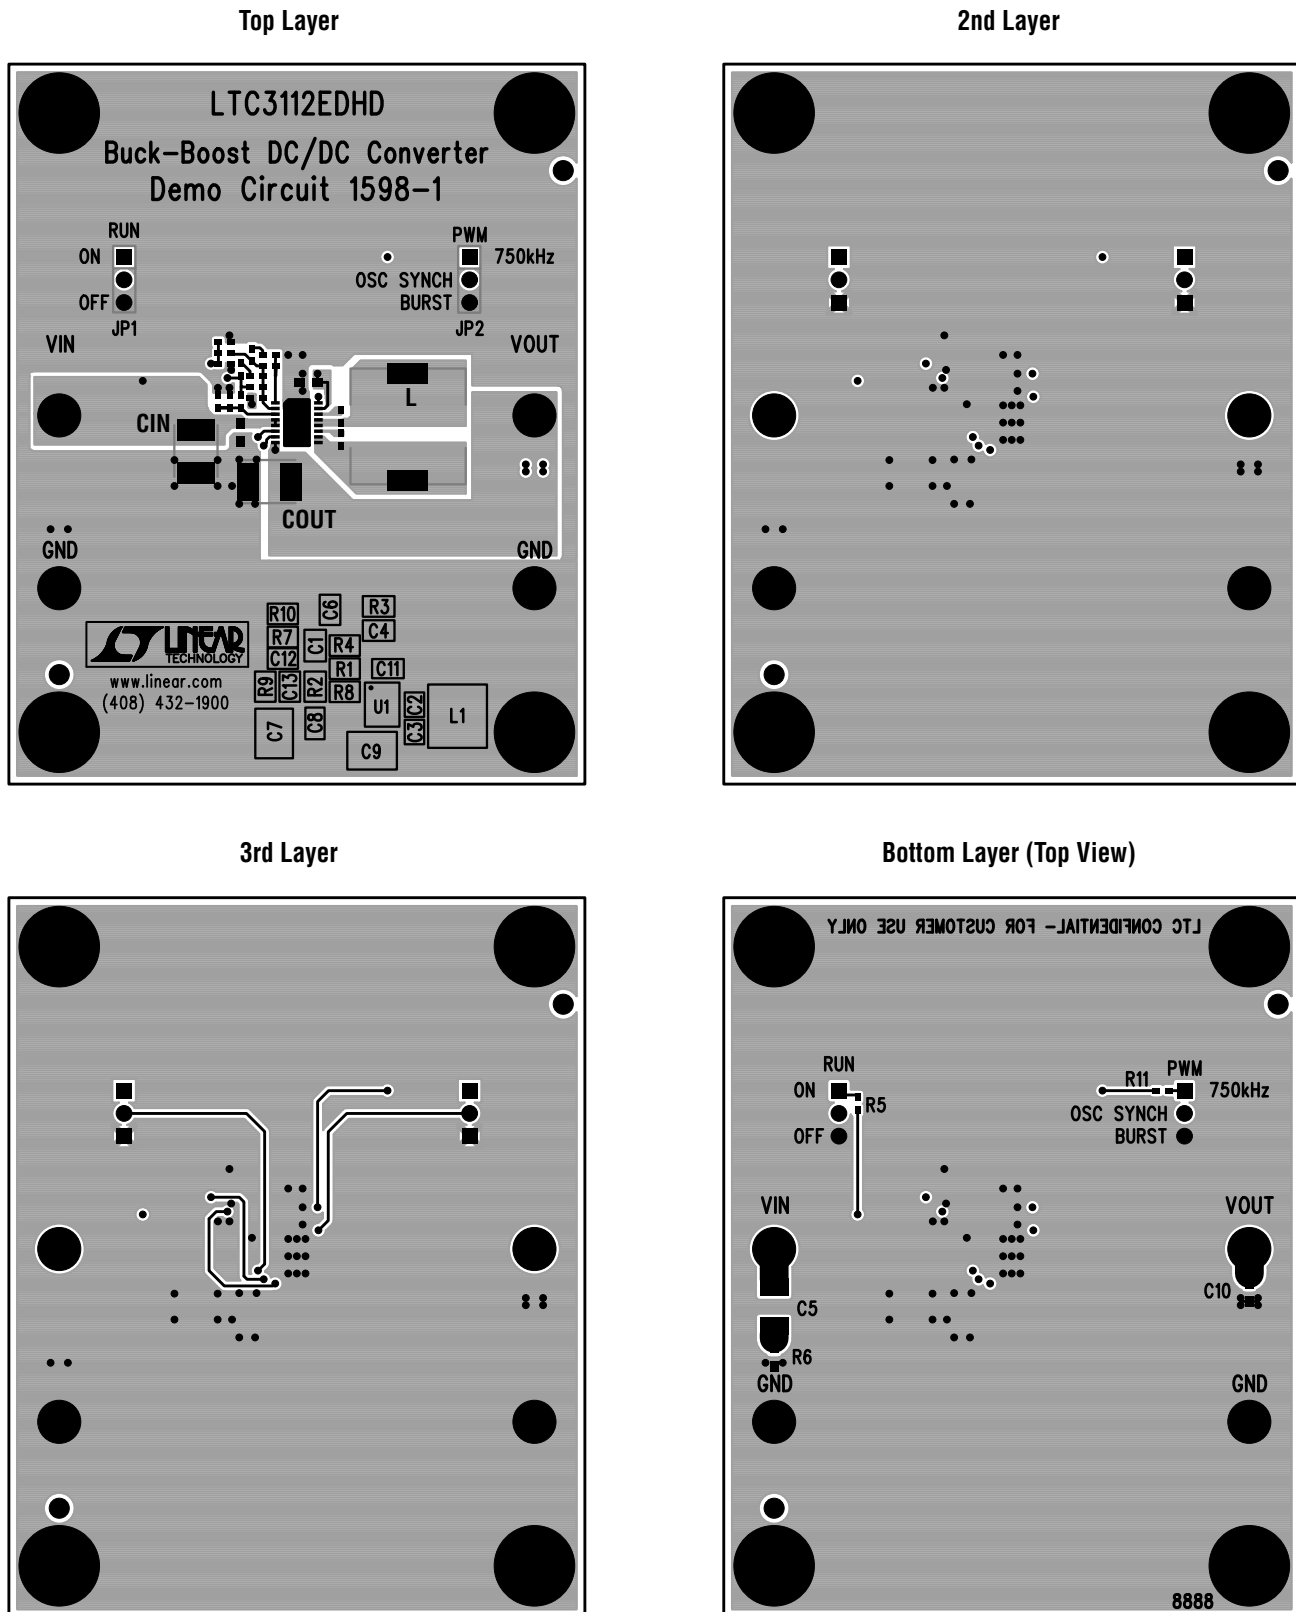 Top Layer
LTC3112EDHD
Buck-Boost DC/DC Converter
Demo Circuit 1598-1
RUN
ON
OFF
JP1
PWM
750kHz
OSC SYNCH
BURST
JP2
VIN
VOUT
CIN
L
COUT
GND
GND
LINEAR
TECHNOLOGY
www.linear.com
(408) 432-1900
R10
C6
R3
R7
C1
R4
C4
C12
R1
C11
R9
C13
R2
R8
U1
C2
L1
C7
C8
C3
C9
2nd Layer
3rd Layer
Bottom Layer (Top View)
LTC CONFIDENTIAL- FOR CUSTOMER USE ONLY
RUN
ON
R5
OFF
R11
PWM
750kHz
OSC SYNCH
BURST
VIN
VOUT
C5
C10
R6
GND
GND
8888